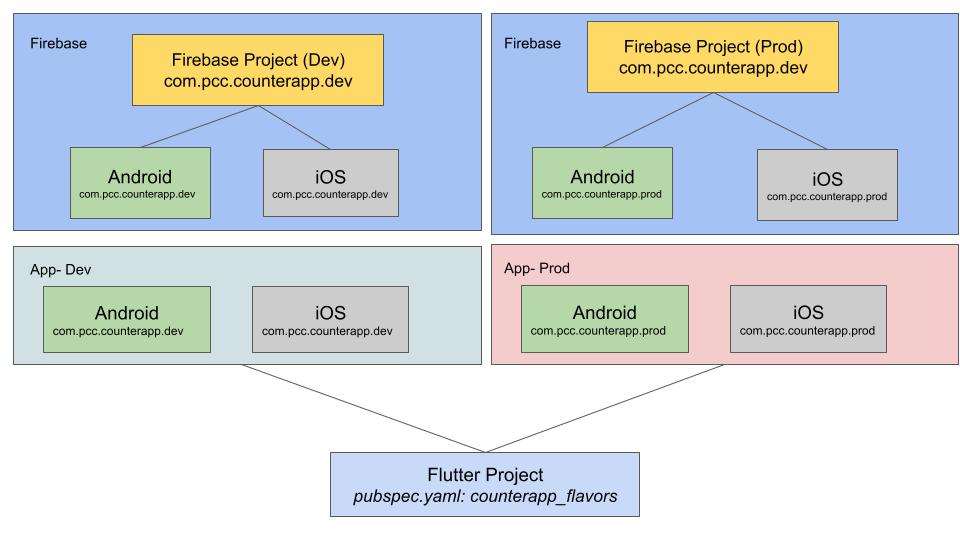 Firebase
Firebase Project (Dev)
com.pcc.counterapp.dev
Android
com.pcc.counterapp.dev
iOS
com.pcc.counterapp.dev
Firebase
Firebase Project (Prod)
com.pcc.counterapp.dev
Android
com.pcc.counterapp.prod
iOS
com.pcc.counterapp.prod
App- Dev
Android
com.pcc.counterapp.dev
iOS
com.pcc.counterapp.dev
App- Prod
Android
com.pcc.counterapp.prod
iOS
com.pcc.counterapp.prod
Flutter Project
pubspec.yaml: counterapp_flavors